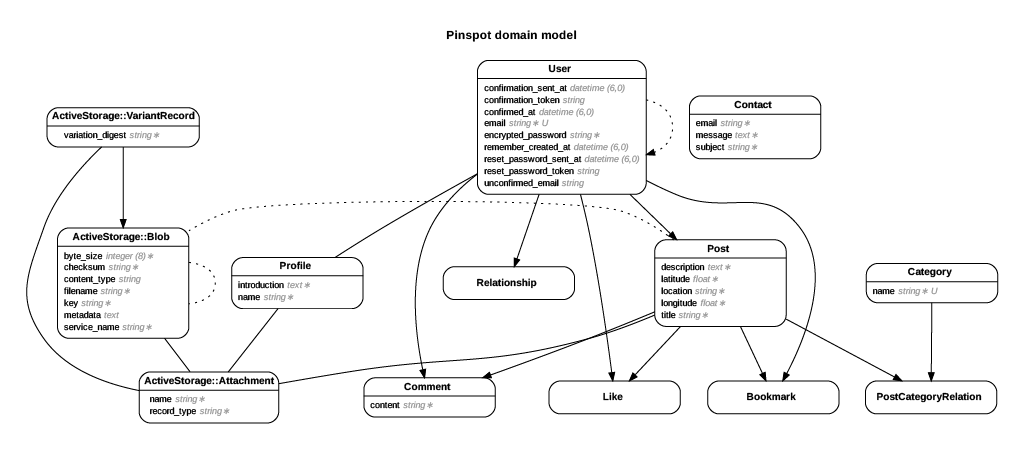 Pinspot domain model
User
confirmation_sent_at datetime (6,0)
confirmation_token string
confirmed_at datetime (6,0)
email string ∗ U
encrypted_password string ∗
remember_created_at datetime (6,0)
reset_password_sent_at datetime (6,0)
reset_password_token string
unconfirmed_email string
Contact
email string ∗
message text ∗
subject string ∗
ActiveStorage::VariantRecord
variation_digest string ∗
ActiveStorage::Blob
byte_size integer (8) ∗
checksum string ∗
content_type string
filename string ∗
key string ∗
metadata text
service_name string ∗
Profile
introduction text ∗
name string ∗
Relationship
Post
description text ∗
latitude float ∗
location string ∗
longitude float ∗
title string ∗
Category
name string ∗ U
ActiveStorage::Attachment
name string ∗
record_type string ∗
Comment
content string ∗
Like
Bookmark
PostCategoryRelation